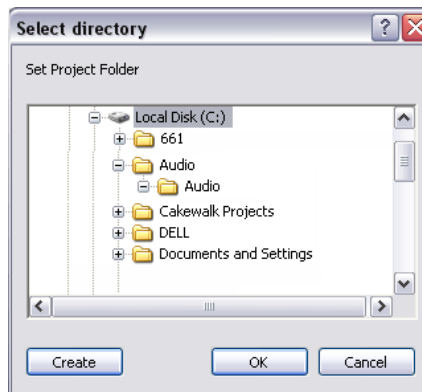 Select directory
Set Project Folder
Local Disk (C:)
661
Audio
Audio
Cakewalk Projects
DELL
Documents and Settings
Create
OK
Cancel